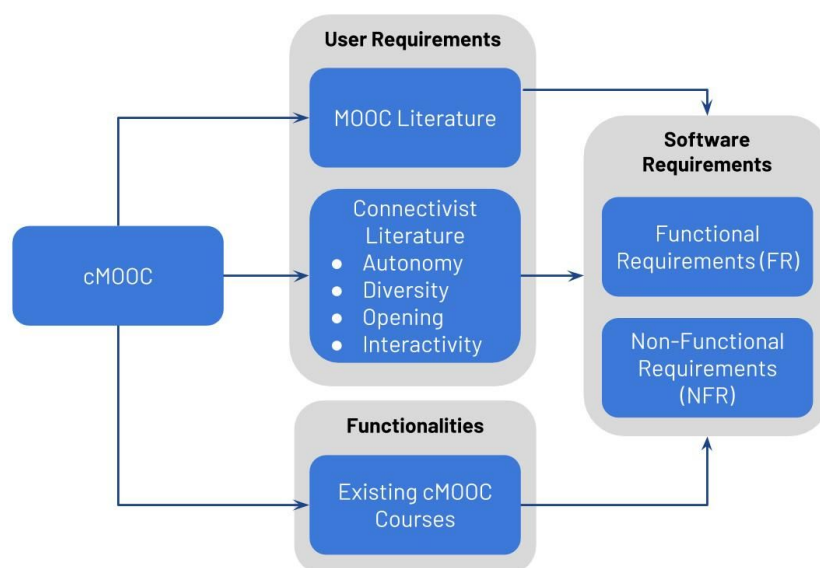 User Requirements
MOOC Literature
Software
Requirements
Connectivist
Literature
● Autonomy
● Diversity
● Opening
● Interactivity
cMOOC
Functional
Requirements (FR)
Non-Functional
Requirements
(NFR)
Functionalities
Existing cMOOC
Courses